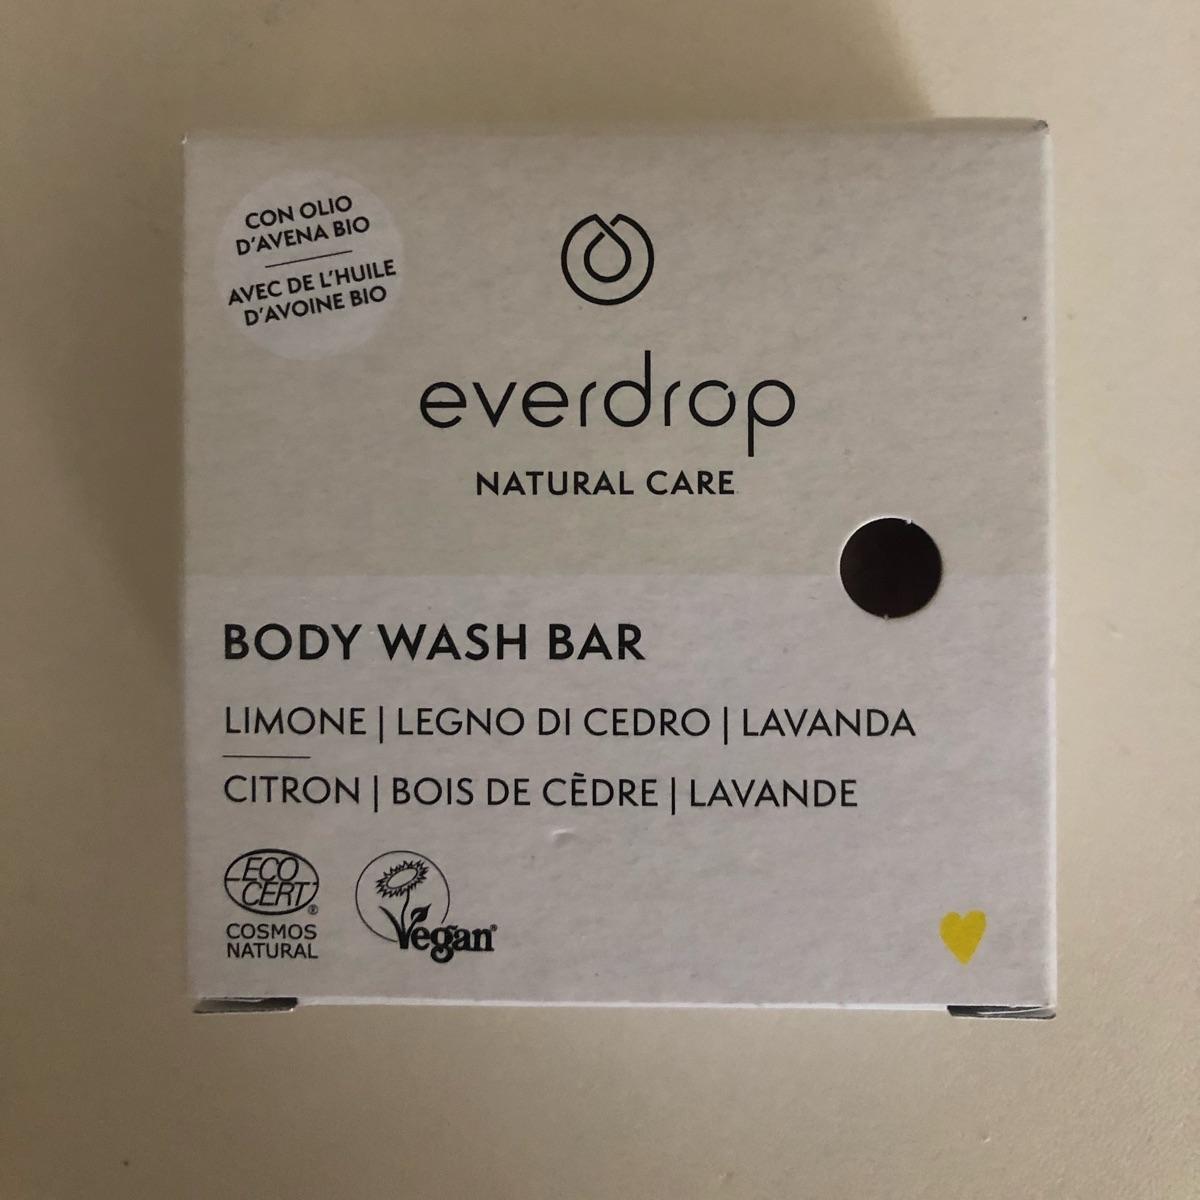 CON OLIO
D'AVENA BIO
AVEC DE L'HUILE
D'AVOINE BIO
everdrop
NATURAL CARE
BODY WASH BAR
LIMONE | LEGNO DI CEDRO | LAVANDA
CITRON | BOIS DE CÈDRE | LAVANDE
ECO
CERT®
COSMOS
NATURAL
Vegan®